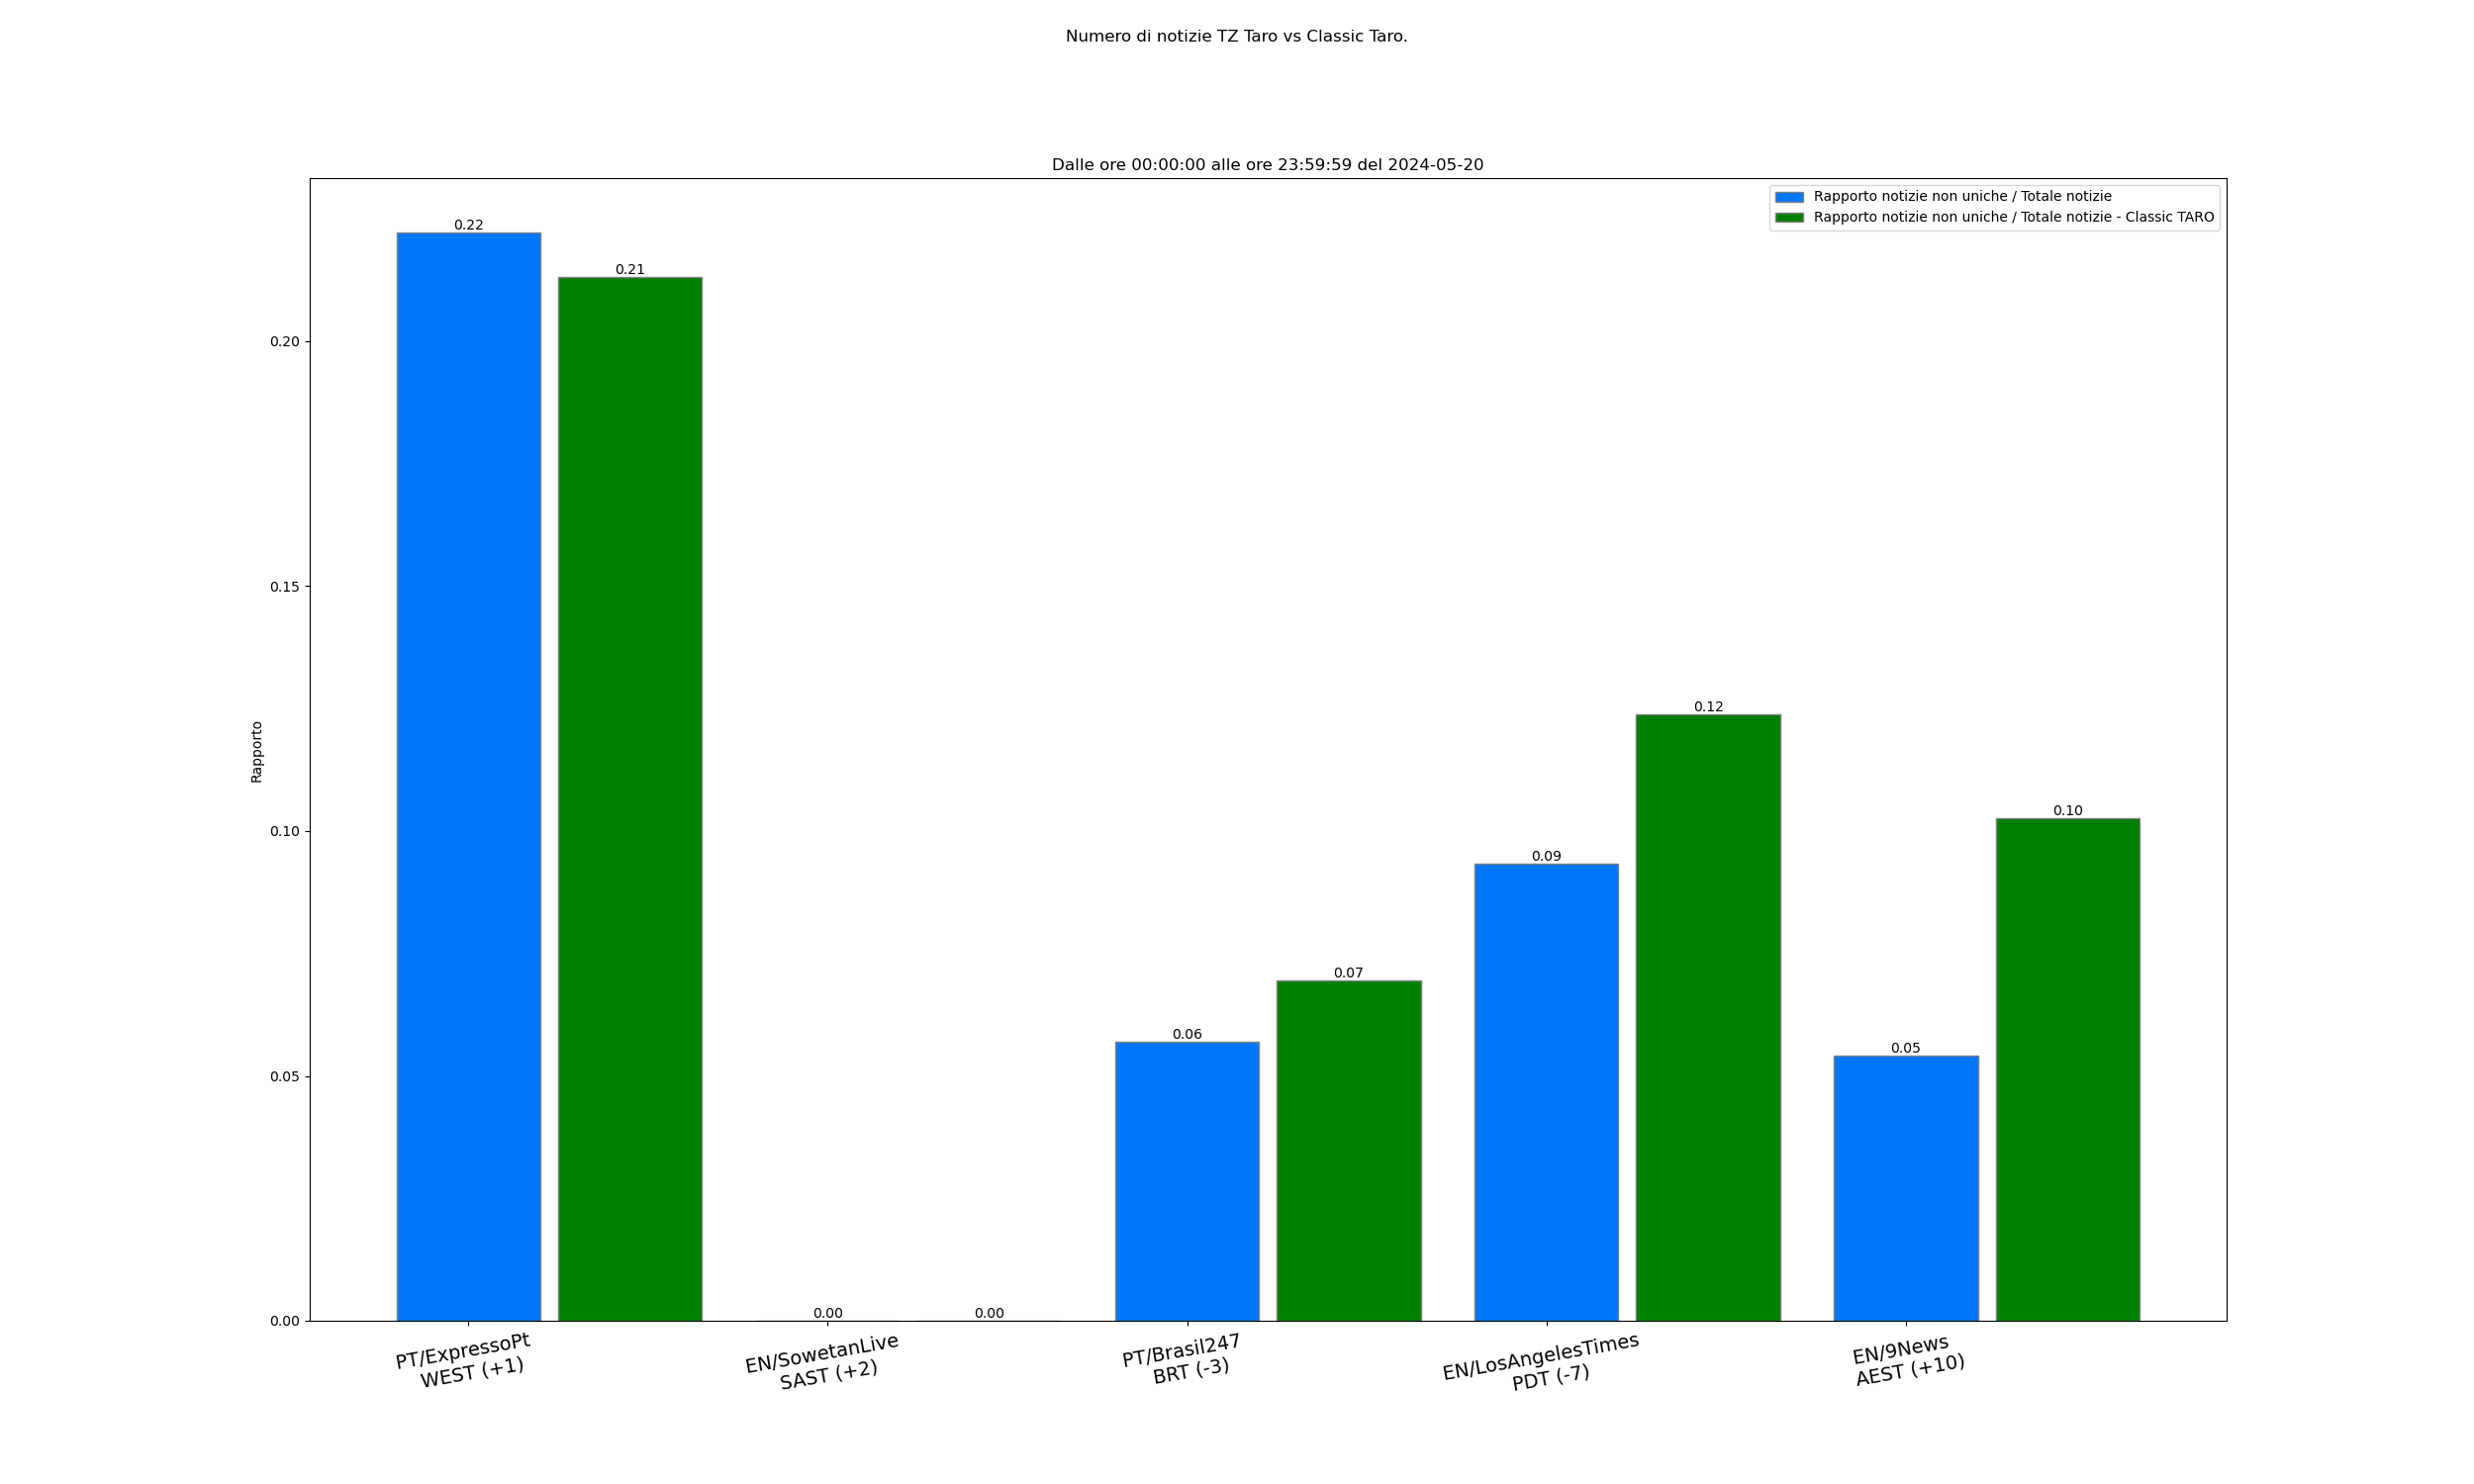 Numero di notizie TZ Taro vs Classic Taro.
Dalle ore 00:00:00 alle ore 23:59:59 del 2024-05-20
Rapporto notizie non uniche / Totale notizie
Rapporto notizie non uniche / Totale notizie - Classic TARO
0.22
0.21
0.20
0.15
0.12
0.10
0.10
0.09
0.07
0.06
0.05
0.05
0.00
0.00
0.00
Rapporto
PT/ExpressoPt
WEST (+1)
EN/SowetanLive
SAST (+2)
PT/Brasil247
BRT (-3)
EN/LosAngelesTimes
PDT (-7)
EN/9News
AEST (+10)